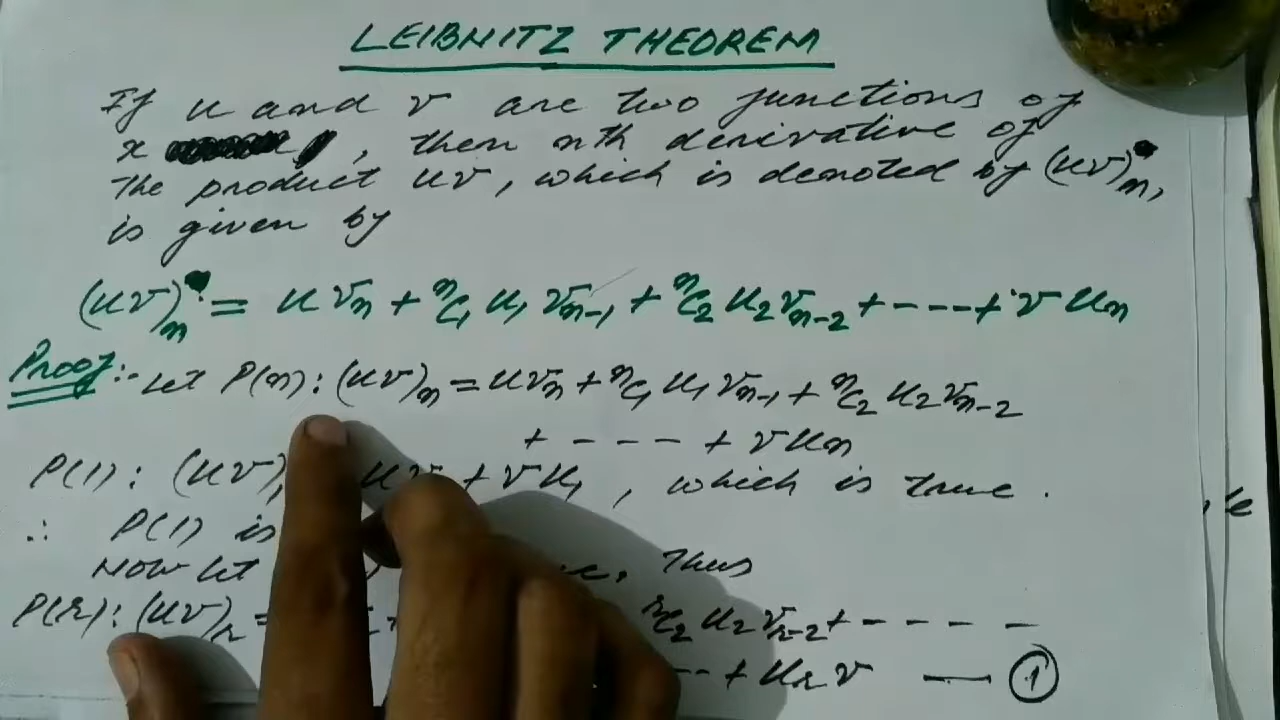 LEIBNITZ THEOREM
If u and v are two functions of
x , then nth derivative of
the product uv, which is denoted by (uv)ₙ,
is given by
(uv)ₙ = u vₙ + ⁿC₁ u₁ vₙ₋₁ + ⁿC₂ u₂ vₙ₋₂ + ---- + v uₙ
Proof:- Let P(n): (uv)ₙ = uvₙ + ⁿC₁ u₁ vₙ₋₁ + ⁿC₂ u₂ vₙ₋₂
+ - - - - + v uₙ
P(1): (uv)₁ uv + v u₁, which is true.
∴ P(1) is
Now let Thus
P(r): (uv)ᵣ = ʳC₂ u₂ vᵣ₋₂ + - - - - -
-- + uᵣ v — ①